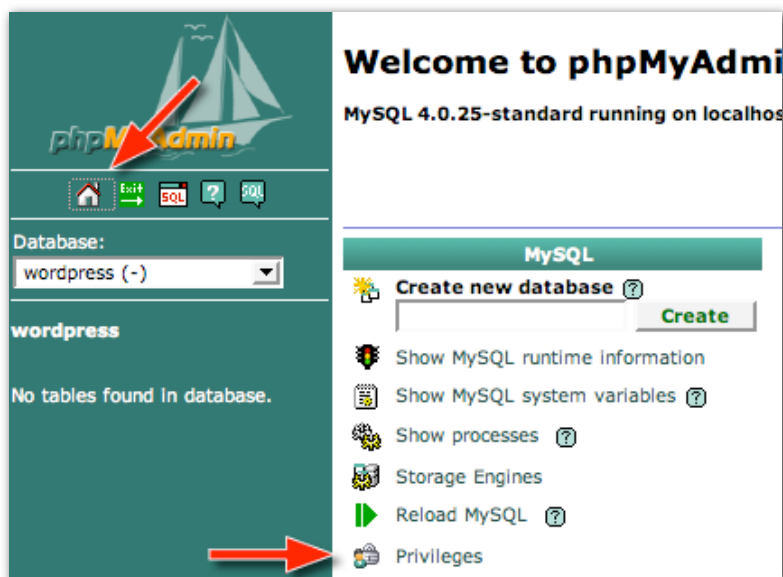 phpMyAdmin
Exit
SQL
?
SQL
Database:
wordpress (-)
wordpress
No tables found in database.
Welcome to phpMyAdmi
MySQL 4.0.25-standard running on localhos
MySQL
Create new database ?
Create
Show MySQL runtime information
Show MySQL system variables ?
Show processes ?
Storage Engines
Reload MySQL ?
Privileges